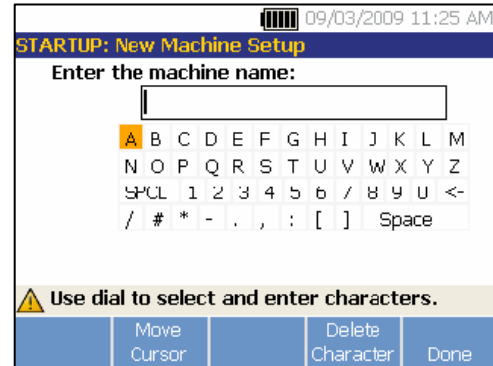 09/03/2009 11:25 AM
STARTUP: New Machine Setup
Enter the machine name:
A B C D E F G H I J K L M
N O P Q R S T U V W X Y Z
SPCL 1 2 3 4 5 6 7 8 9 0 <-
/ # * - . , : [ ] Space
Use dial to select and enter characters.
Move Cursor
Delete Character
Done